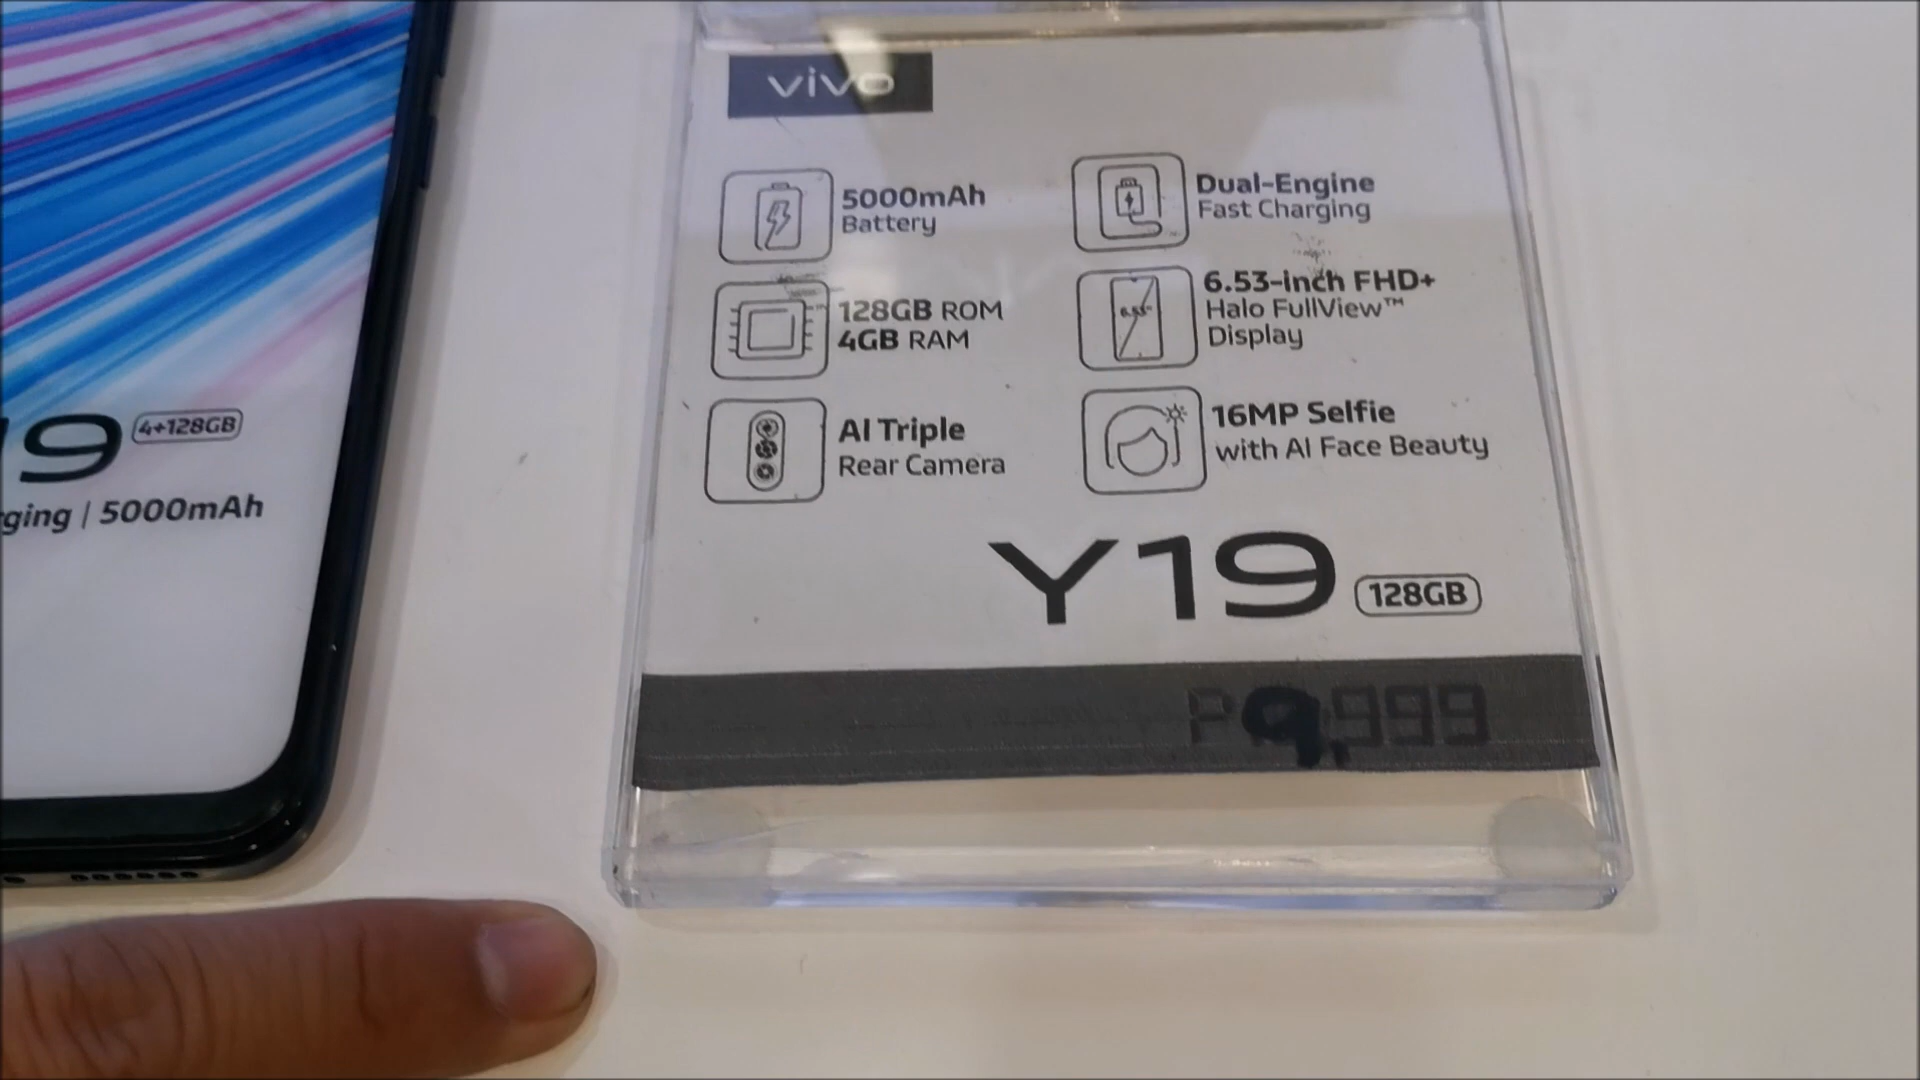 vivo
5000mAh
Battery
Dual-Engine
Fast Charging
128GB ROM
4GB RAM
6.53-inch FHD+
Halo FullView™
Display
AI Triple
Rear Camera
16MP Selfie
with AI Face Beauty
Y19 128GB
P9,999
19 4+128GB
ging | 5000mAh